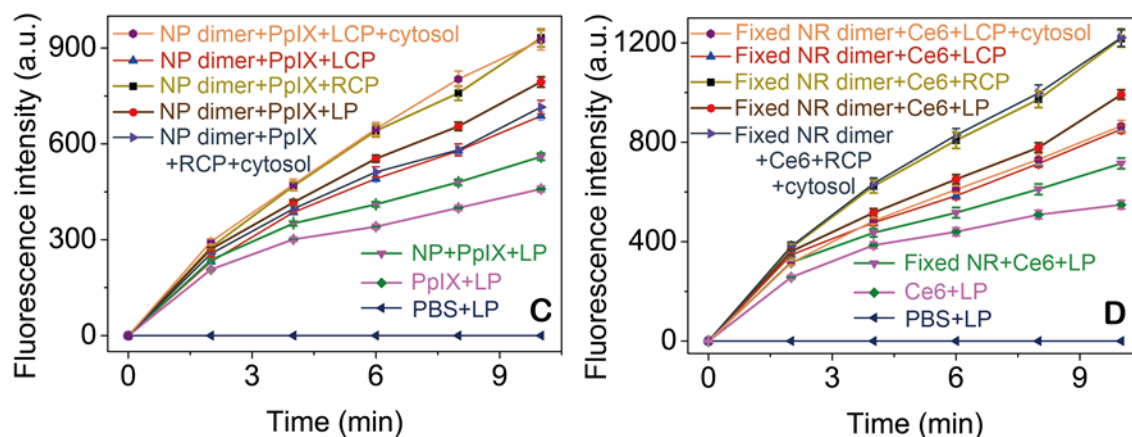 Fluorescence intensity (a.u.)
900
600
300
0
NP dimer+PpIX+LCP+cytosol
NP dimer+PpIX+LCP
NP dimer+PpIX+RCP
NP dimer+PpIX+LP
NP dimer+PpIX
+RCP+cytosol
NP+PpIX+LP
PpIX+LP
PBS+LP
C
0
3
6
9
Time (min)
Fluorescence intensity (a.u.)
1200
800
400
0
Fixed NR dimer+Ce6+LCP+cytosol
Fixed NR dimer+Ce6+LCP
Fixed NR dimer+Ce6+RCP
Fixed NR dimer+Ce6+LP
Fixed NR dimer
+Ce6+RCP
+cytosol
Fixed NR+Ce6+LP
Ce6+LP
PBS+LP
D
0
3
6
9
Time (min)